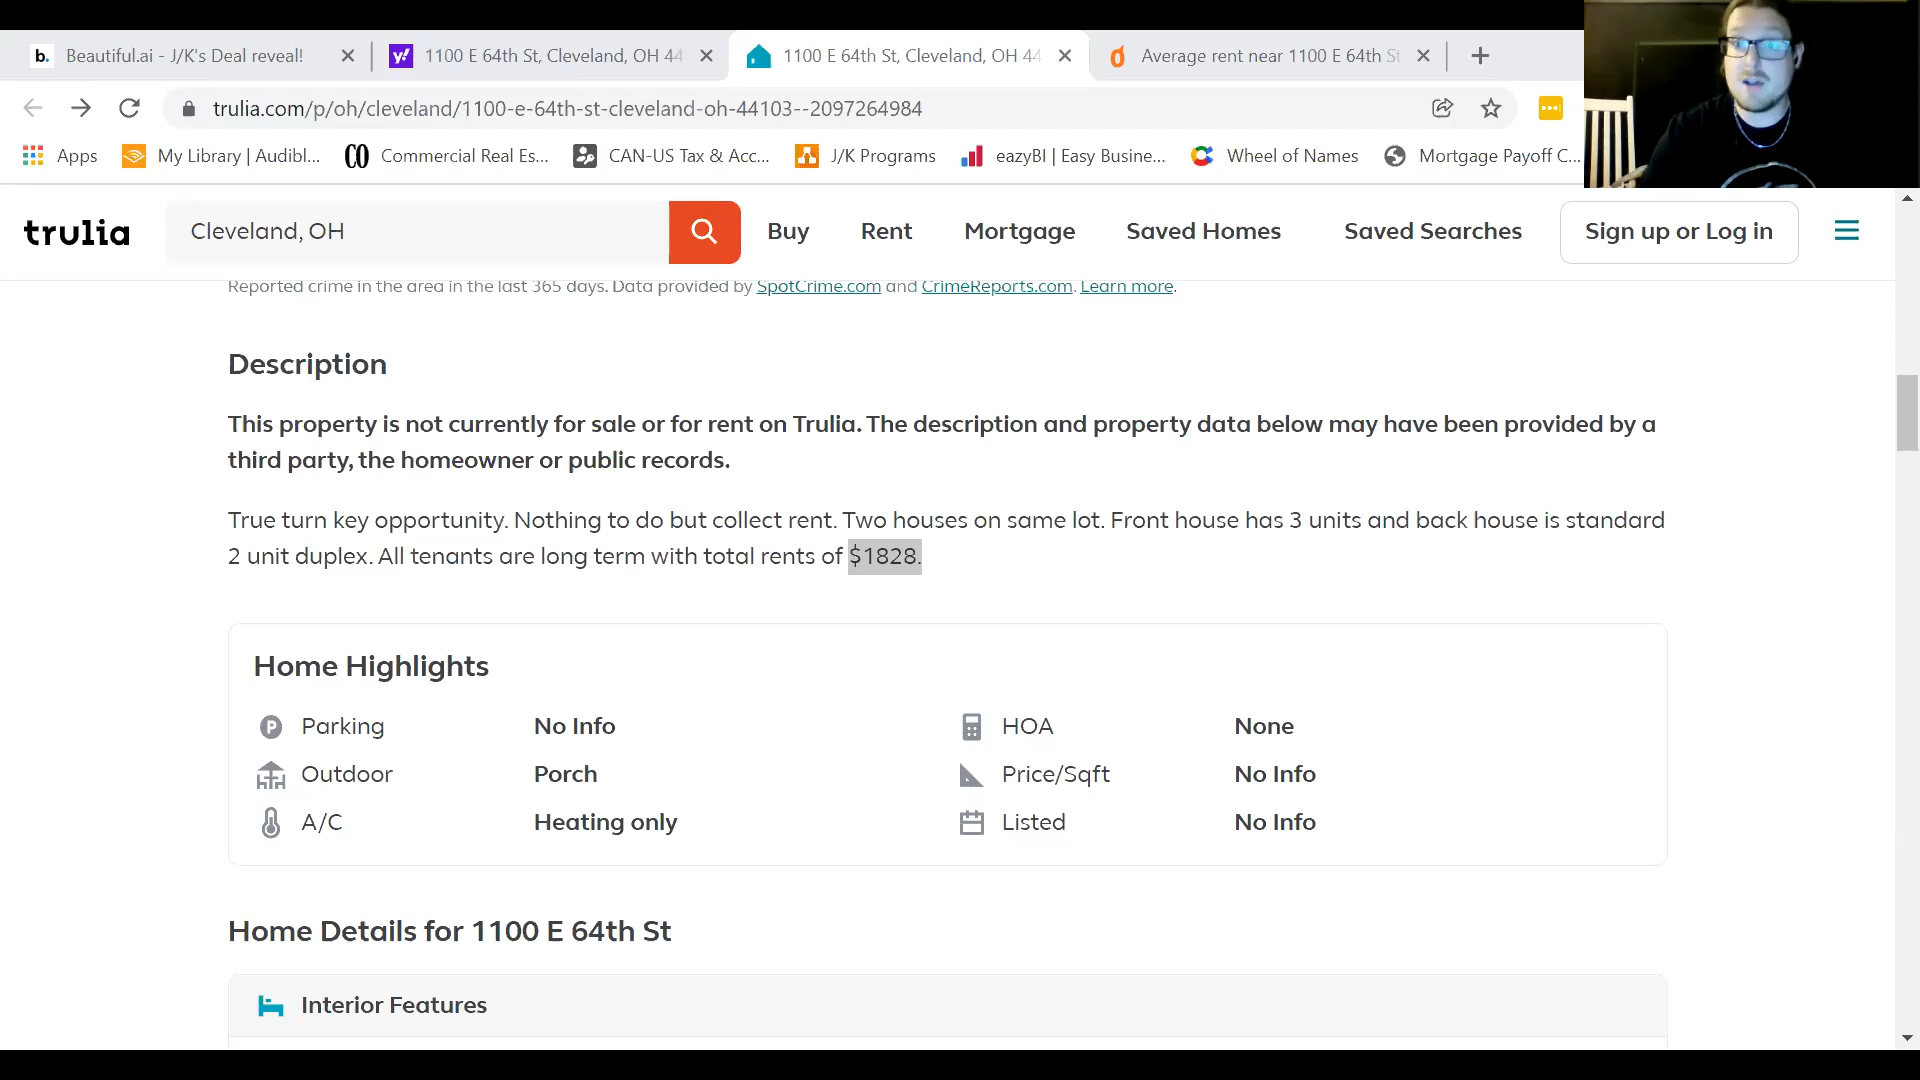 b. Beautiful.ai - J/K's Deal reveal!
y! 1100 E 64th St, Cleveland, OH 44
1100 E 64th St, Cleveland, OH 44
Average rent near 1100 E 64th St
trulia.com/p/oh/cleveland/1100-e-64th-st-cleveland-oh-44103--2097264984
Apps
My Library | Audibl...
CO Commercial Real Es...
CAN-US Tax & Acc...
J/K Programs
eazyBI | Easy Busine...
Wheel of Names
Mortgage Payoff C...
trulia
Cleveland, OH
Buy
Rent
Mortgage
Saved Homes
Saved Searches
Sign up or Log in
Reported crime in the area in the last 365 days. Data provided by SpotCrime.com and CrimeReports.com. Learn more.
Description
This property is not currently for sale or for rent on Trulia. The description and property data below may have been provided by a
third party, the homeowner or public records.
True turn key opportunity. Nothing to do but collect rent. Two houses on same lot. Front house has 3 units and back house is standard
2 unit duplex. All tenants are long term with total rents of $1828.
Home Highlights
P Parking No Info
HOA None
Outdoor Porch
Price/Sqft No Info
A/C Heating only
Listed No Info
Home Details for 1100 E 64th St
Interior Features